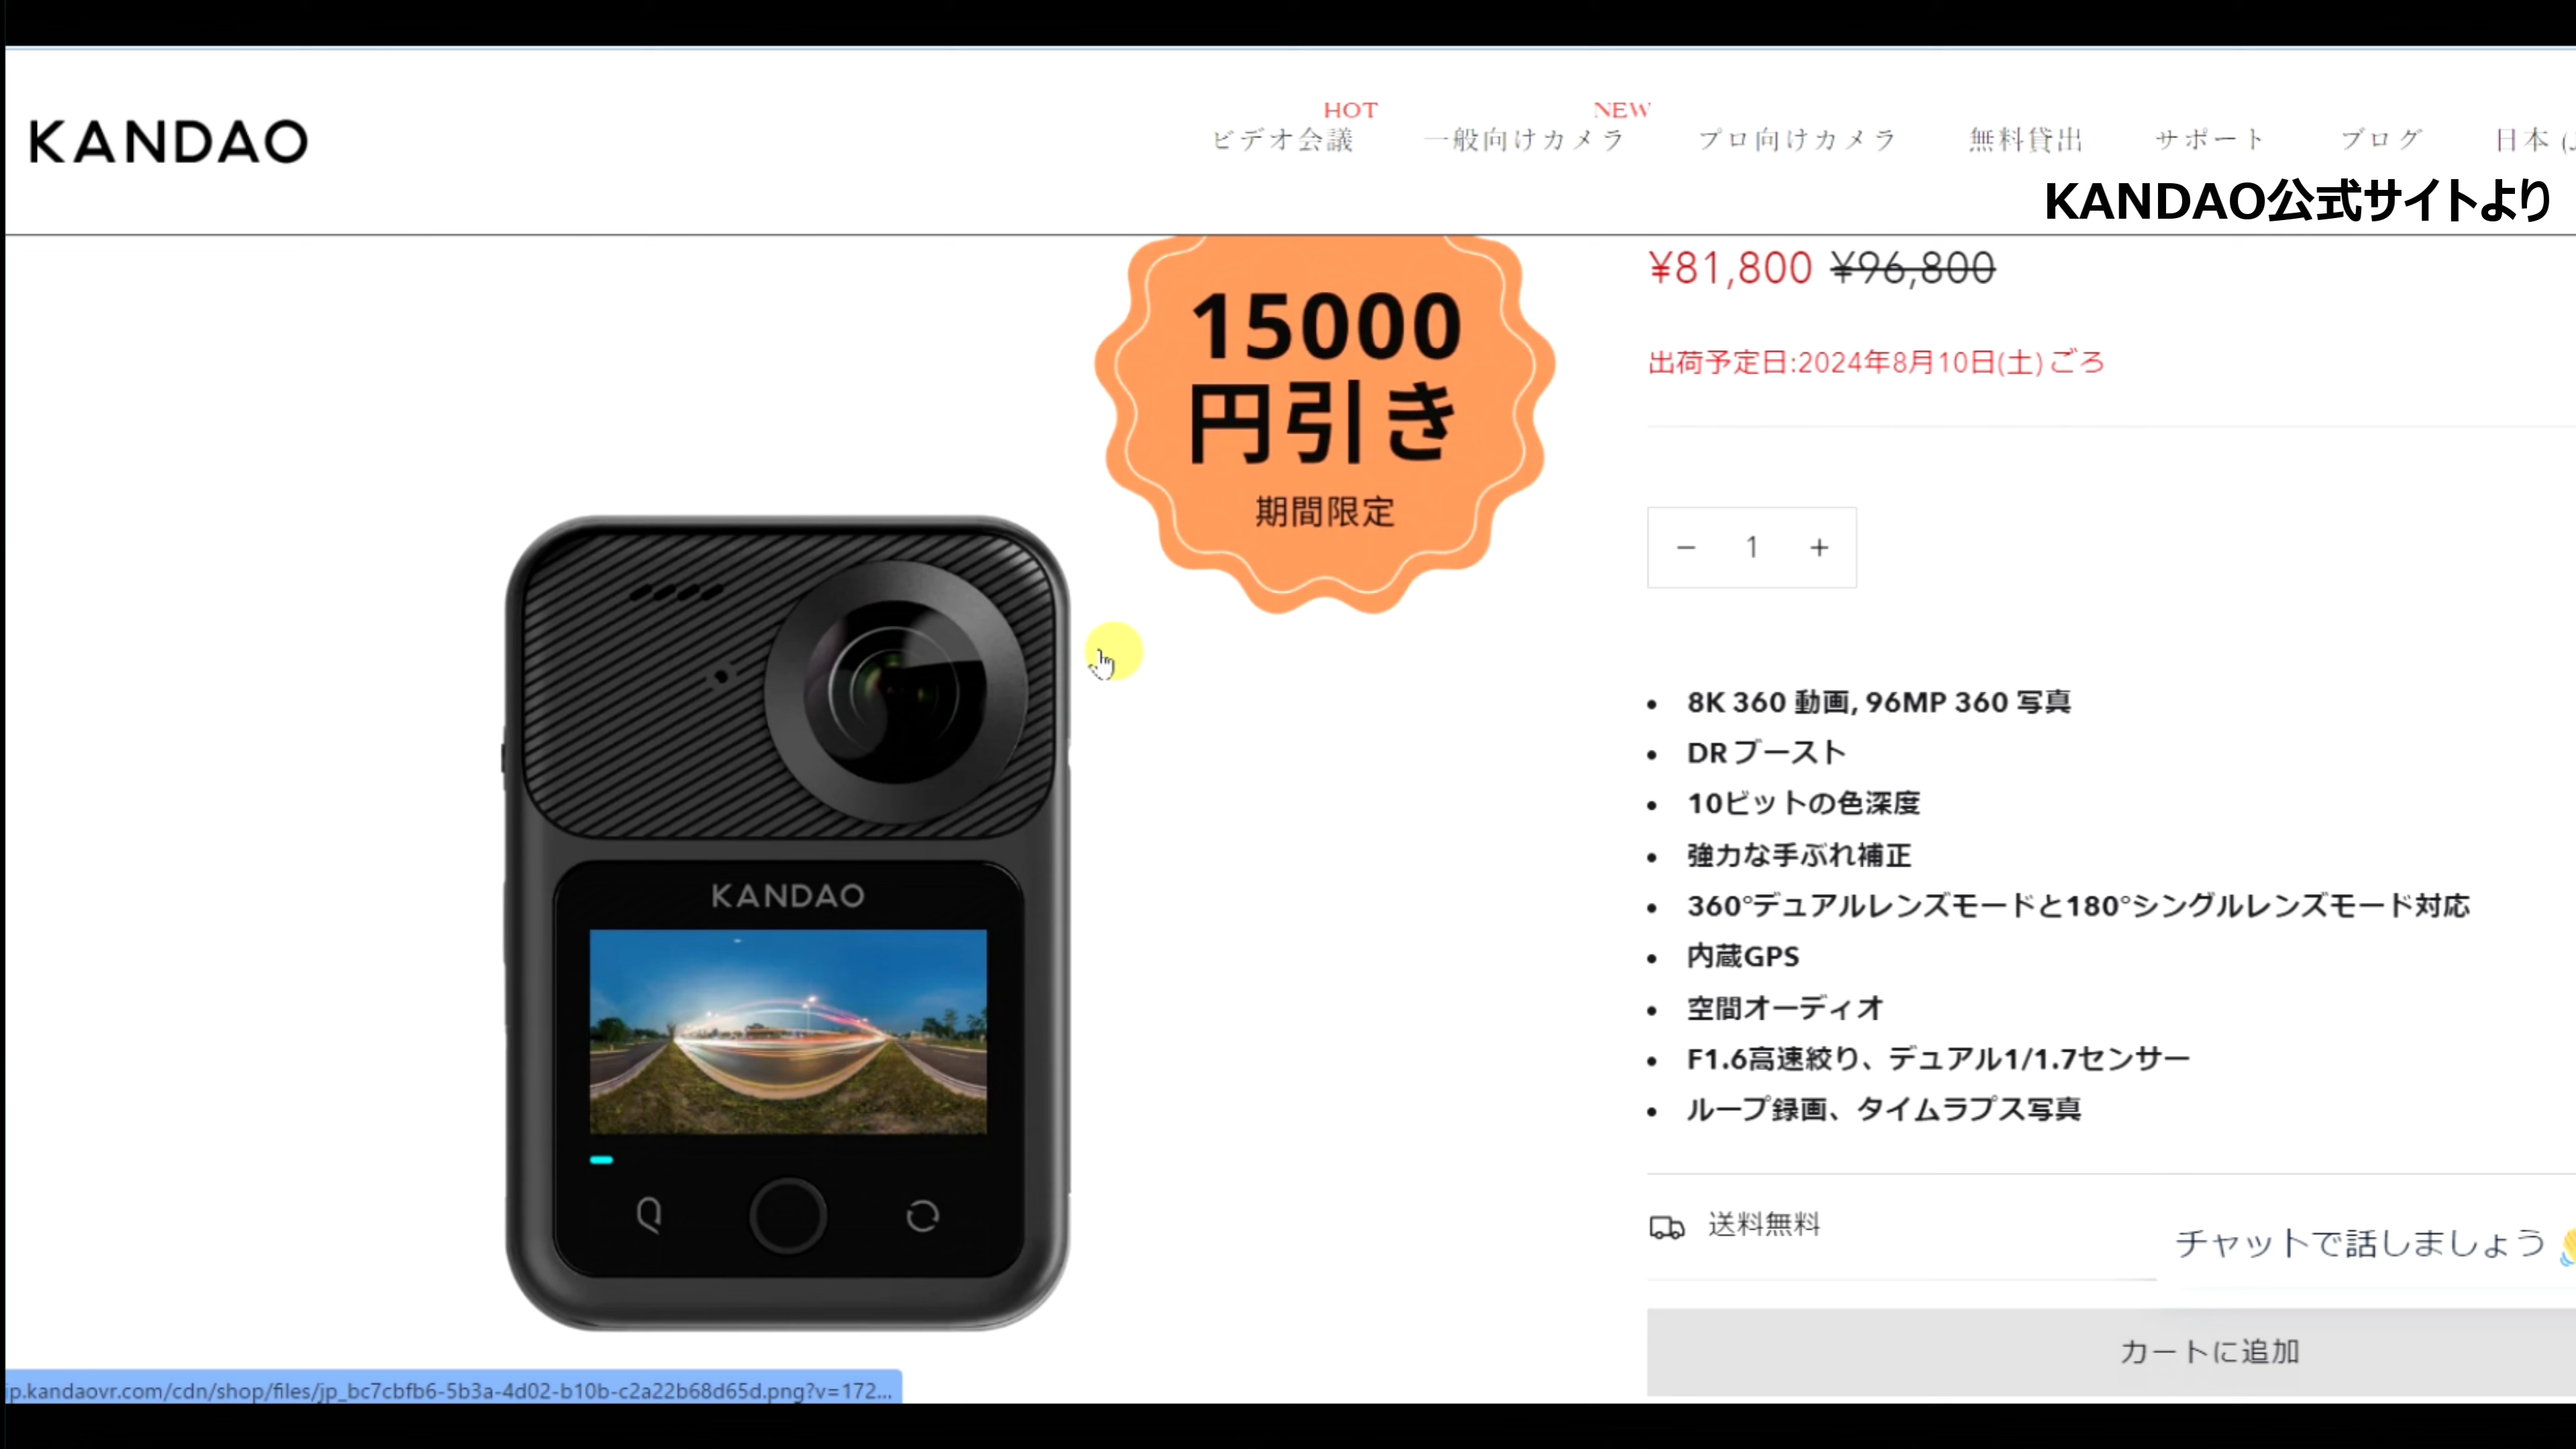 KANDAO
HOT
NEW
ビデオ会議
一般向けカメラ
プロ向けカメラ
無料貸出
サポート
ブログ
日本 (
KANDAO公式サイトより
15000
円引き
期間限定
KANDAO
¥81,800 ¥96,800
出荷予定日:2024年8月10日(土) ごろ
− 1 +
• 8K 360 動画, 96MP 360 写真
• DR ブースト
• 10ビットの色深度
• 強力な手ぶれ補正
• 360°デュアルレンズモードと180°シングルレンズモード対応
• 内蔵GPS
• 空間オーディオ
• F1.6高速絞り、デュアル1/1.7センサー
• ループ録画、タイムラプス写真
送料無料
チャットで話しましょう
カートに追加
jp.kandaovr.com/cdn/shop/files/jp_bc7cbfb6-5b3a-4d02-b10b-c2a22b68d65d.png?v=172...